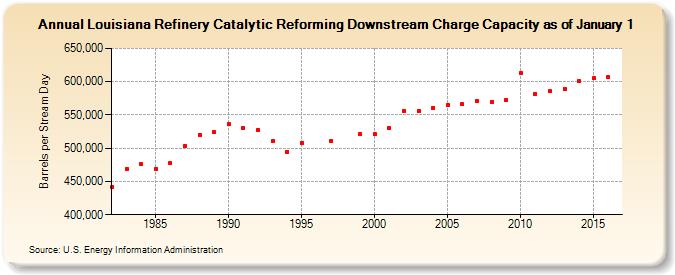 Annual Louisiana Refinery Catalytic Reforming Downstream Charge Capacity as of January 1
Barrels per Stream Day
650,000
600,000
550,000
500,000
450,000
400,000
1985 1990 1995 2000 2005 2010 2015
Source: U.S. Energy Information Administration